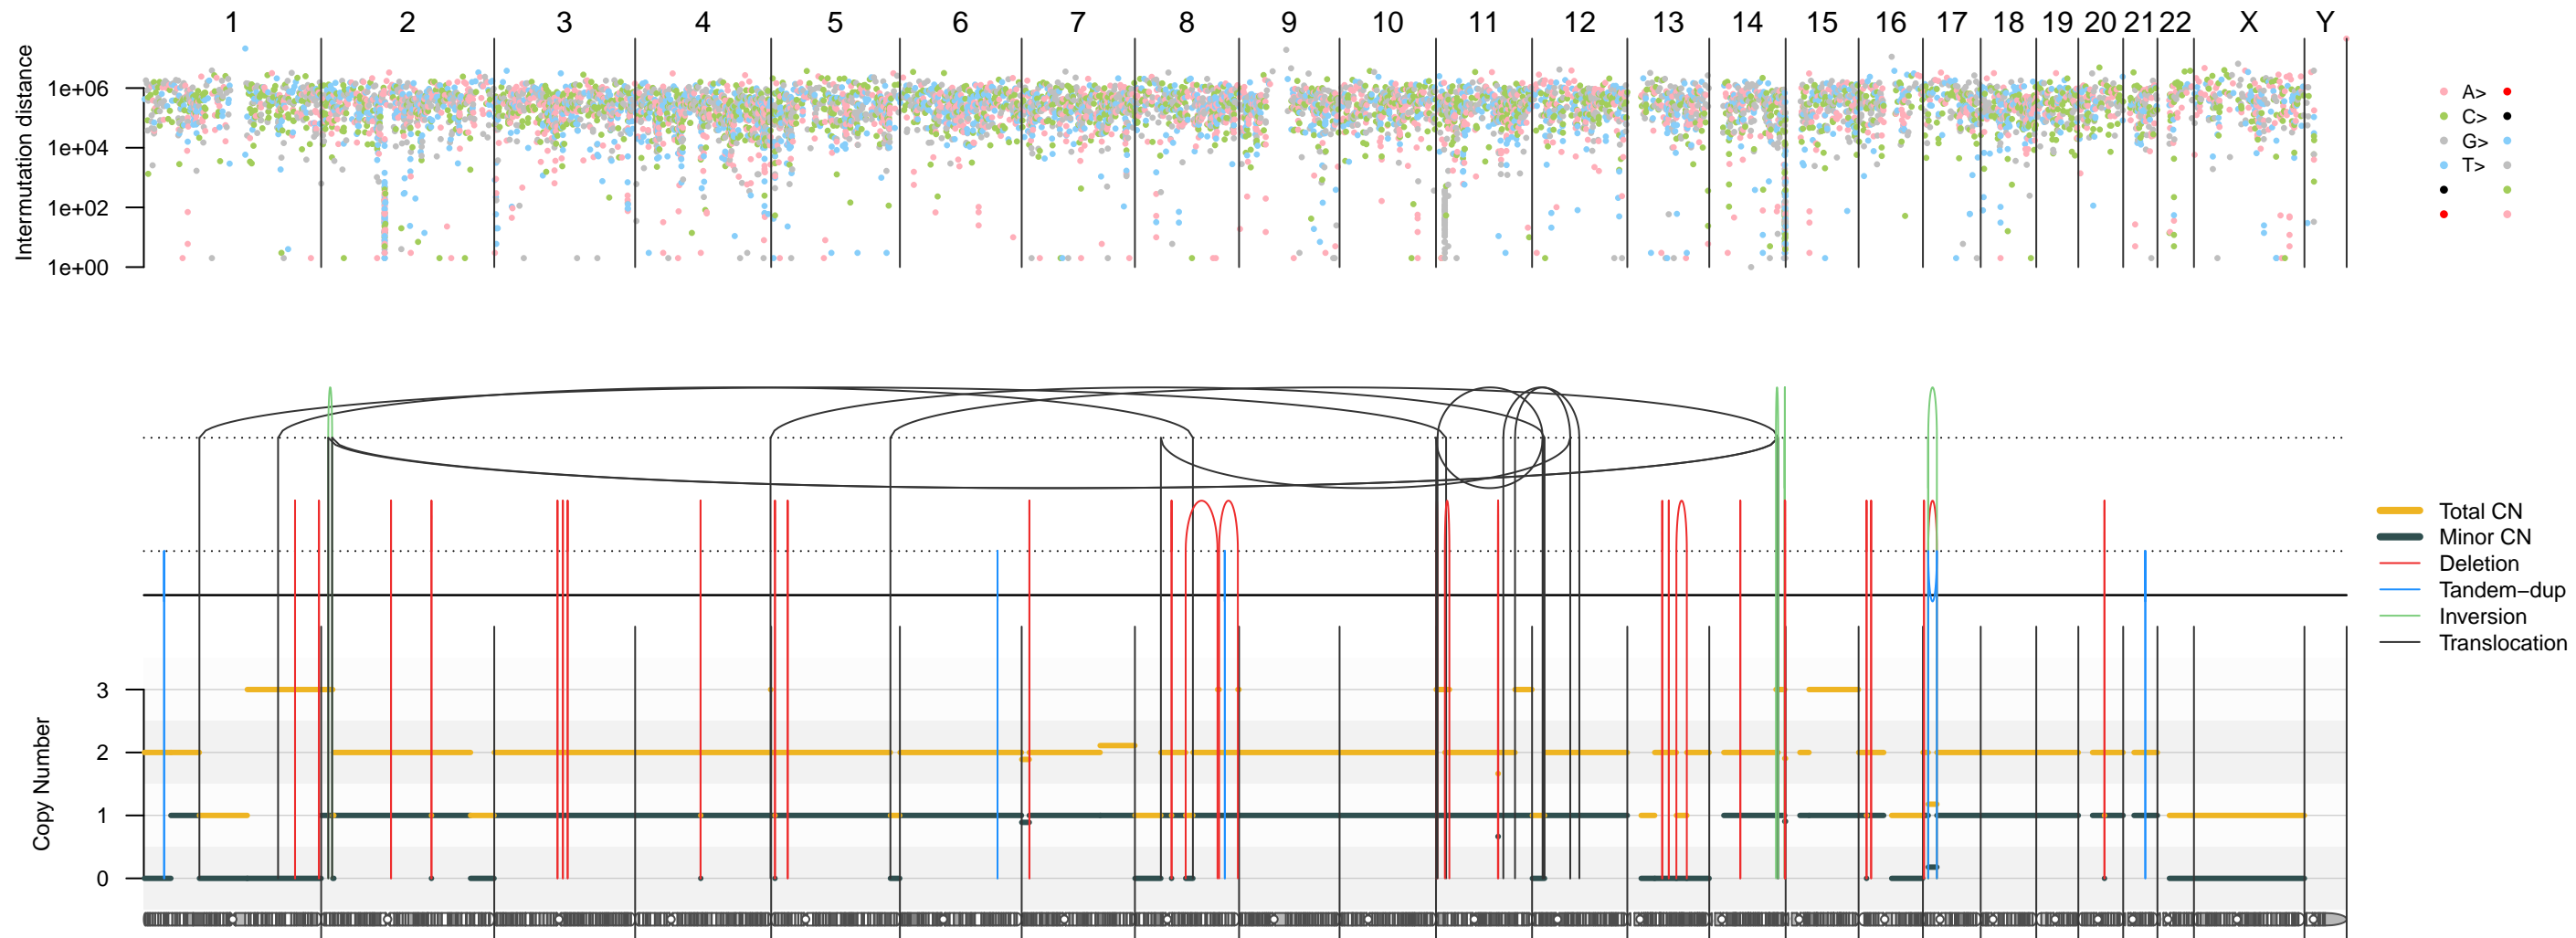 1 2 3 4 5 6 7 8 9 10 11 12 13 14 15 16 17 18 19 20 21 22 X Y
Intermutation distance
1e+06
1e+04
1e+02
1e+00
A>
C>
G>
T>
Total CN
Minor CN
Deletion
Tandem−dup
Inversion
Translocation
Copy Number
3
2
1
0